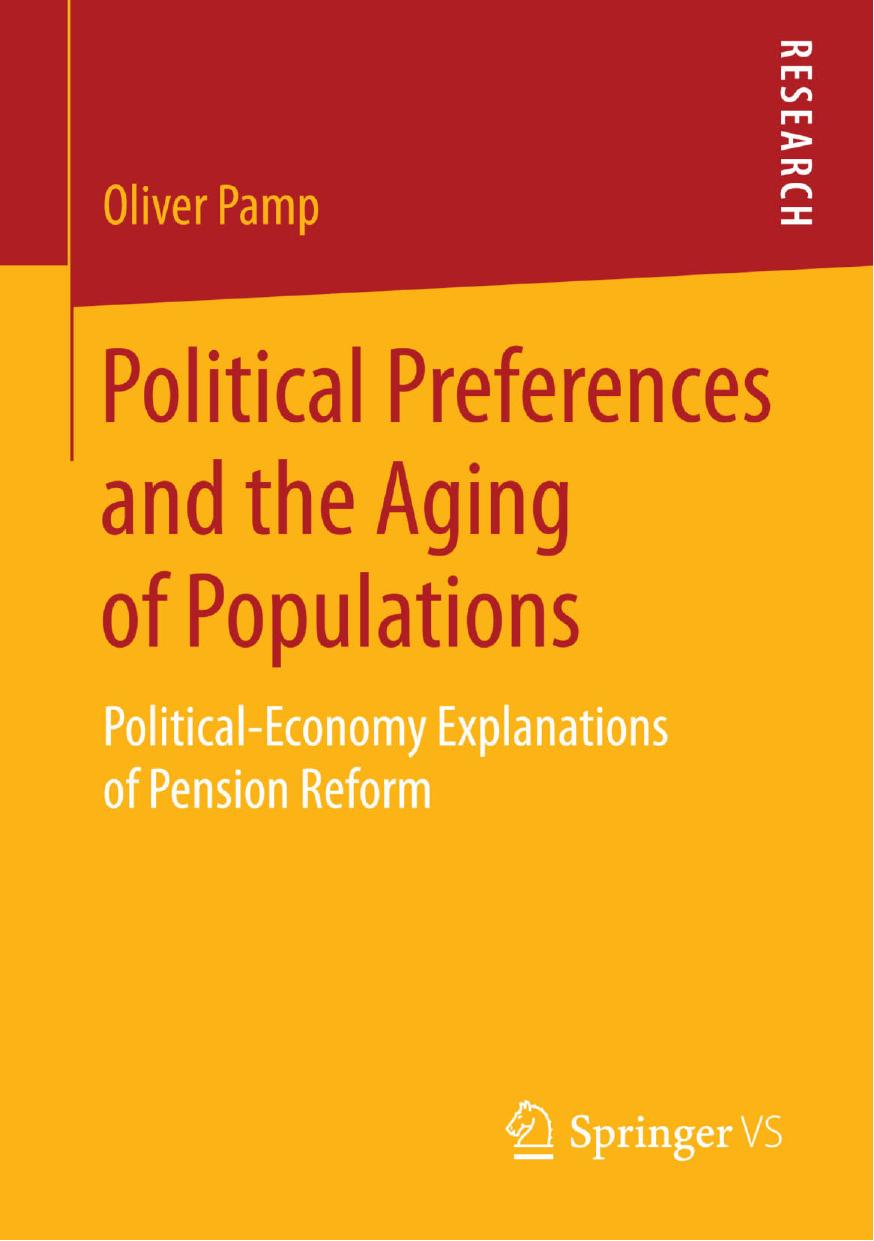 RESEARCH
Oliver Pamp
Political Preferences
and the Aging
of Populations
Political-Economy Explanations
of Pension Reform
Springer VS